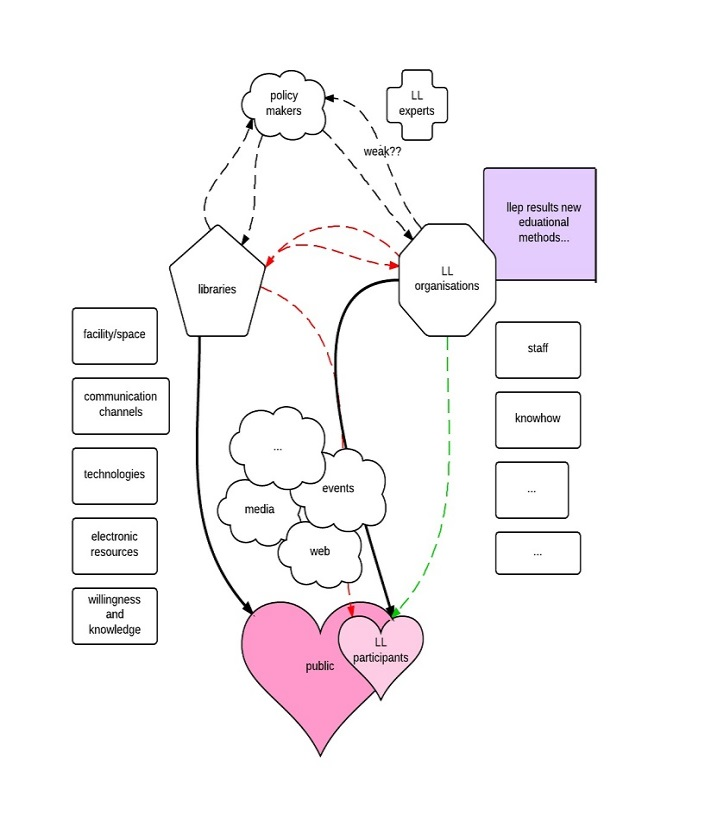 policy
makers
LL
experts
weak??
llep results new
eduational
methods...
libraries
LL
organisations
facility/space
communication
channels
technologies
electronic
resources
willingness
and
knowledge
staff
knowhow
...
...
...
events
media
web
public
LL
participants